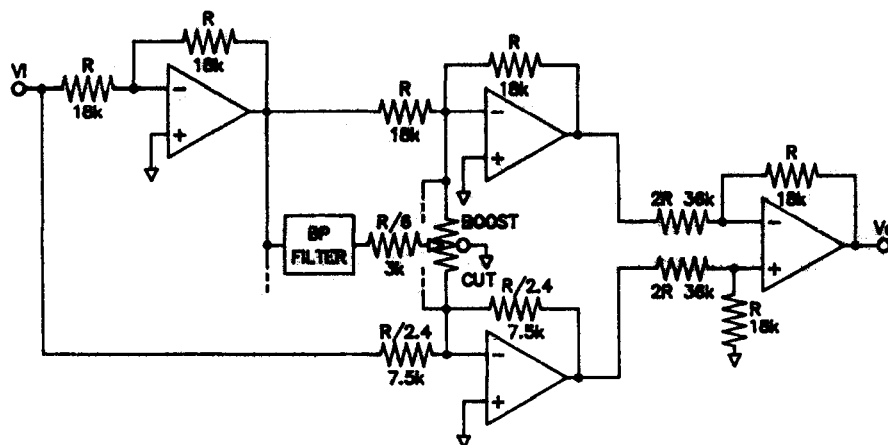 R
18k
R
18k
VI
R
18k
R
18k
BP
FILTER
R/6
3k
BOOST
CUT
R/2.4
7.5k
R/2.4
7.5k
2R 36k
2R 36k
R
18k
R
18k